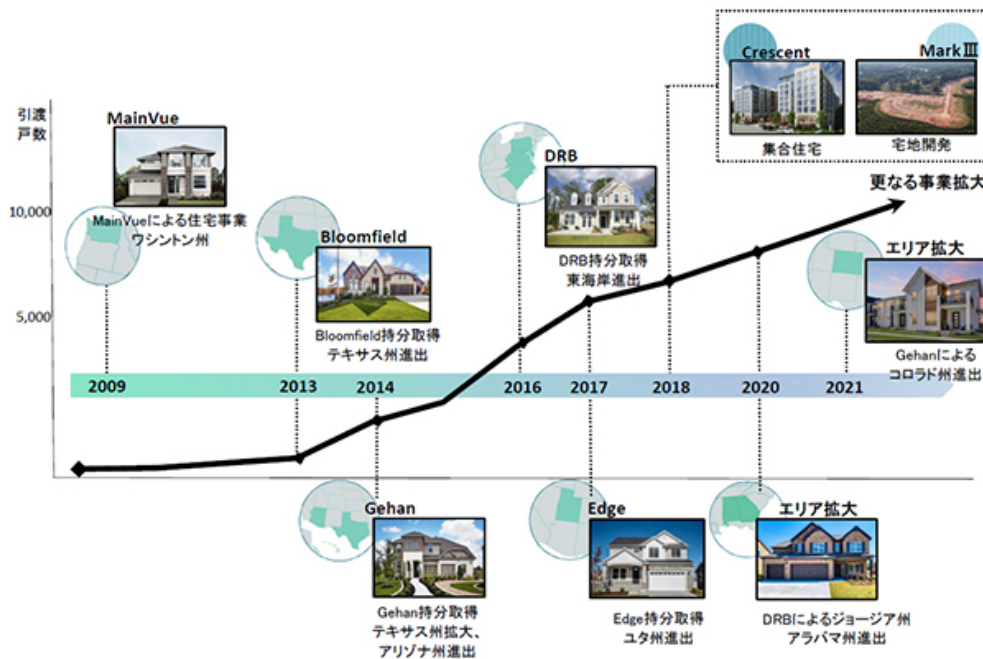 Crescent
MarkⅢ
集合住宅
宅地開発
引渡
戸数
10,000
5,000
MainVue
MainVueによる住宅事業
ワシントン州
Bloomfield
Bloomfield持分取得
テキサス州進出
DRB
DRB持分取得
東海岸進出
更なる事業拡大
エリア拡大
Gehanによる
コロラド州進出
2009
2013
2014
2016
2017
2018
2020
2021
Gehan
Gehan持分取得
テキサス州拡大、
アリゾナ州進出
Edge
Edge持分取得
ユタ州進出
エリア拡大
DRBによるジョージア州
アラバマ州進出